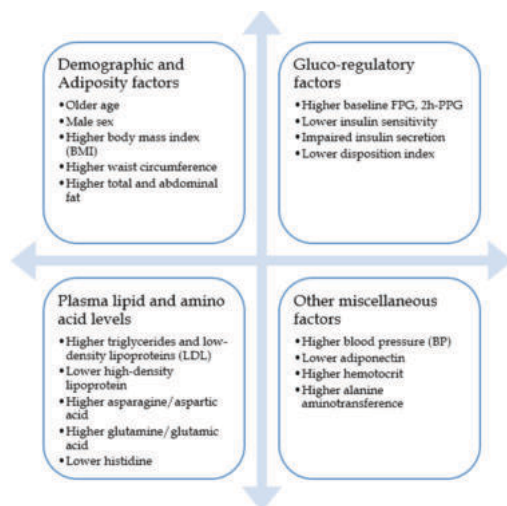 Demographic and
Adiposity factors
•Older age
•Male sex
•Higher body mass index
(BMI)
•Higher waist circumference
•Higher total and abdominal
fat
Gluco-regulatory
factors
•Higher baseline FPG, 2h-PPG
•Lower insulin sensitivity
•Impaired insulin secretion
•Lower disposition index
Plasma lipid and amino
acid levels
•Higher triglycerides and low-
density lipoproteins (LDL)
•Lower high-density
lipoprotein
•Higher asparagine/aspartic
acid
•Higher glutamine/glutamic
acid
•Lower histidine
Other miscellaneous
factors
•Higher blood pressure (BP)
•Lower adiponectin
•Higher hemotocrit
•Higher alanine
aminotransference